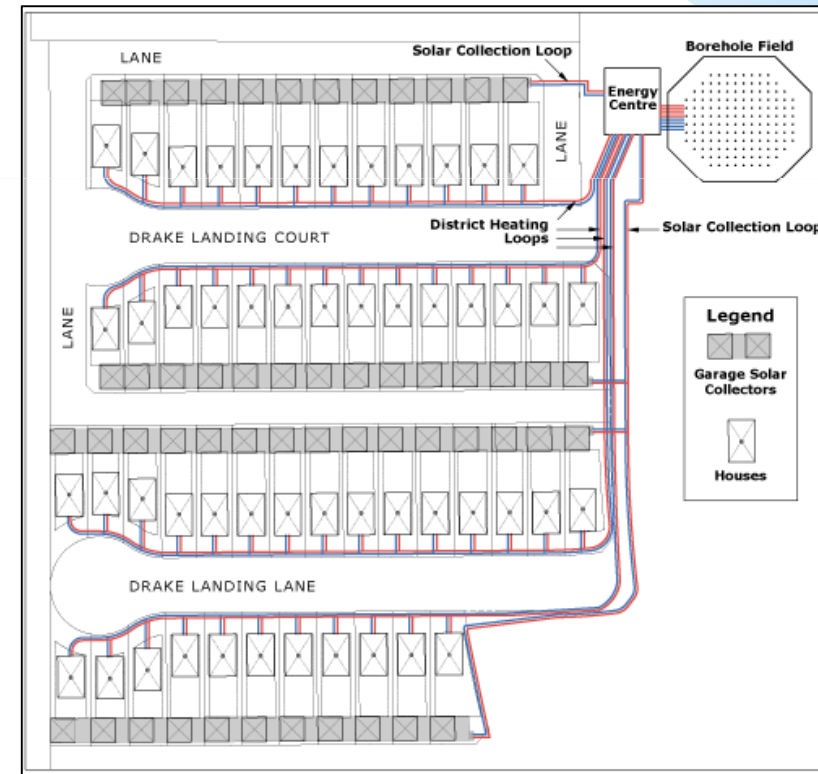 LANE
Solar Collection Loop
Borehole Field
Energy
Centre
LANE
DRAKE LANDING COURT
District Heating
Loops
Solar Collection Loop
LANE
Legend
Garage Solar
Collectors
Houses
DRAKE LANDING LANE